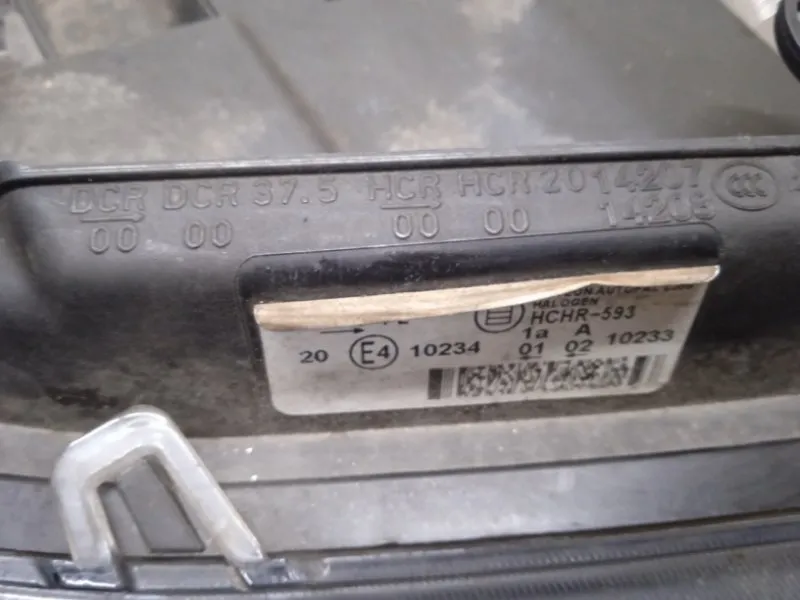 DCR DCR 37.5 HCR HCR 2014207 CCC
00 00 00 00 14208
HALOGEN
HCHR-593
1a A
20 E4 10234 01 02 10233